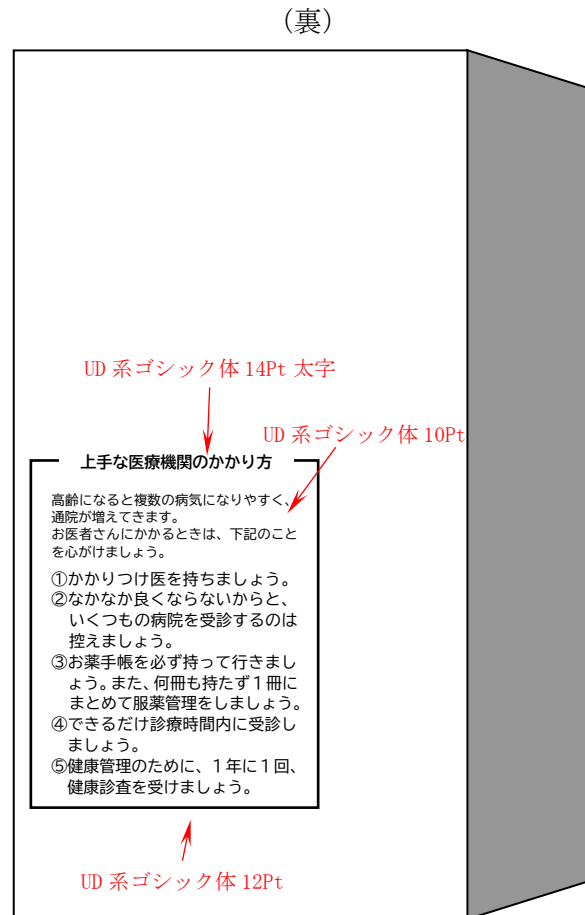 （裏）
UD 系ゴシック体 14Pt 太字
UD 系ゴシック体 10Pt
上手な医療機関のかかり方
高齢になると複数の病気になりやすく、
通院が増えてきます。
お医者さんにかかるときは、下記のこと
を心がけましょう。
①かかりつけ医を持ちましょう。
②なかなか良くならないからと、
いくつもの病院を受診するのは
控えましょう。
③お薬手帳を必ず持って行きまし
ょう。また、何冊も持たず１冊に
まとめて服薬管理をしましょう。
④できるだけ診療時間内に受診し
ましょう。
⑤健康管理のために、１年に１回、
健康診査を受けましょう。
UD 系ゴシック体 12Pt